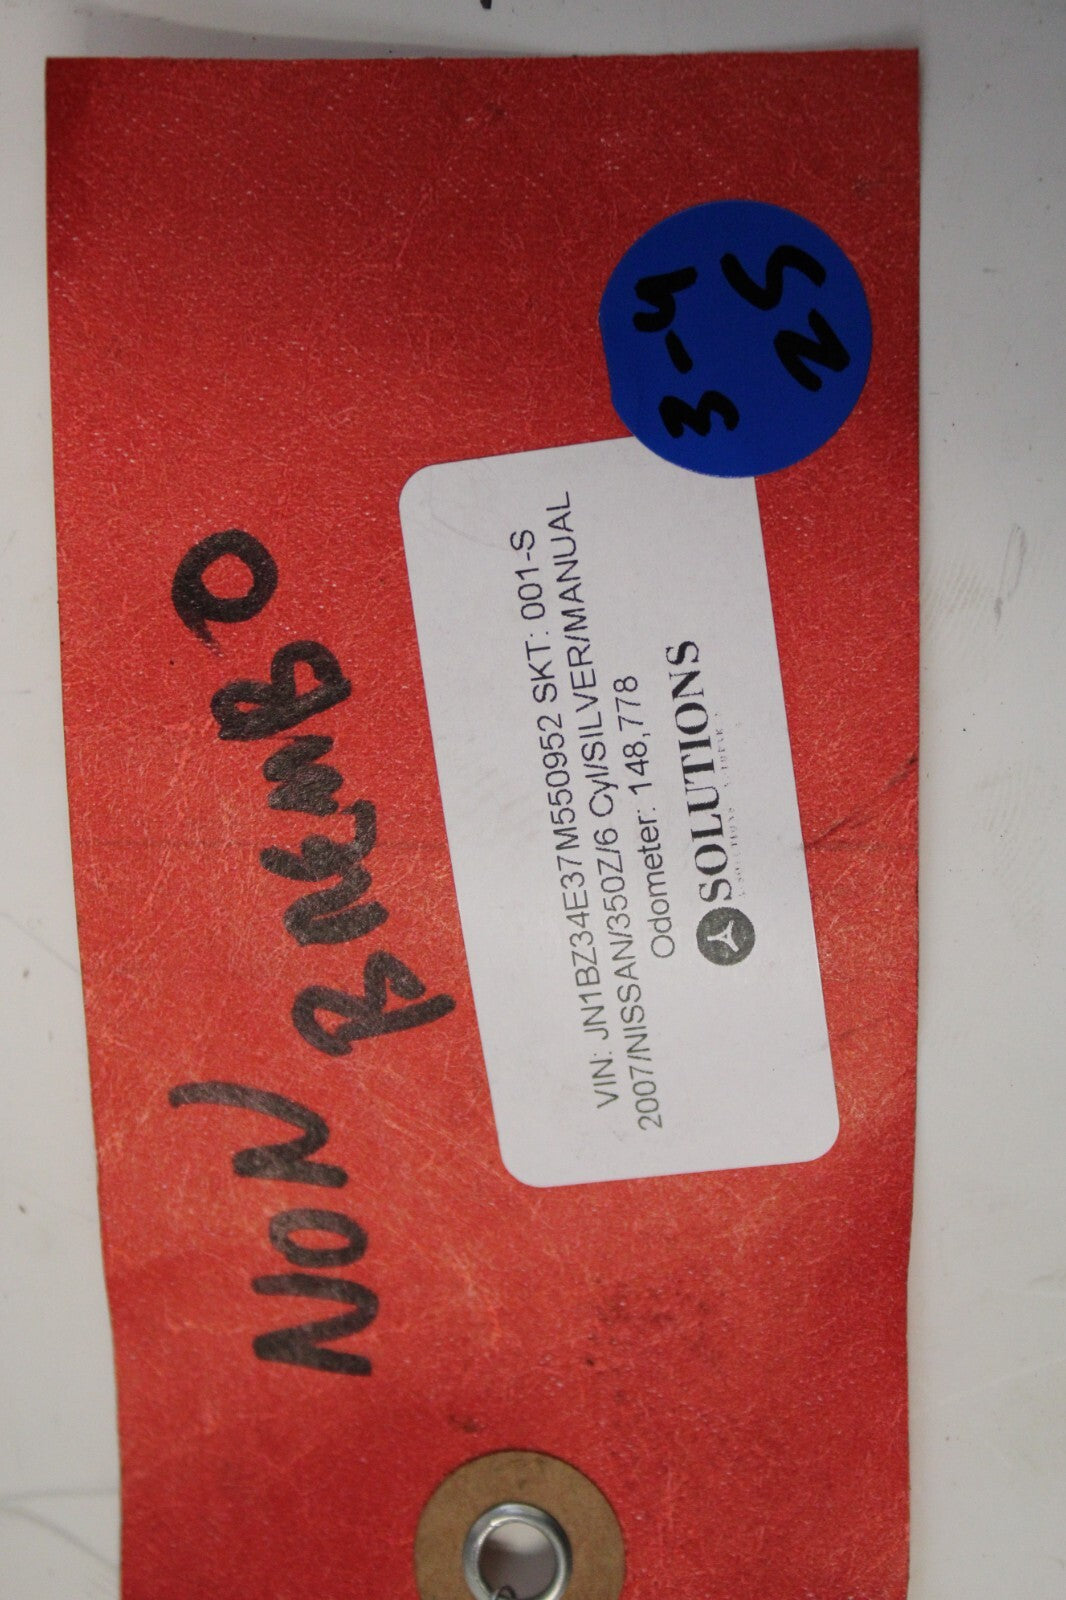 NON BREMBO
VIN: JN1BZ34E37M550952 SKT: 001-S
2007/NISSAN/350Z/6 Cyl/SILVER/MANUAL
Odometer: 148,778
SOLUTIONS
3-4
25